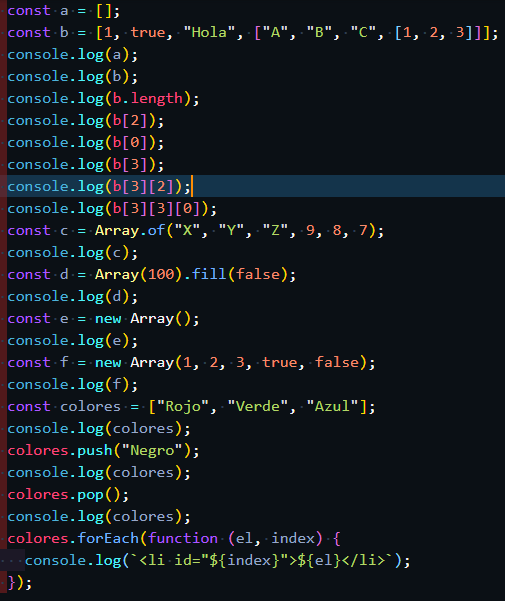 const a = [];
const b = [1, true, "Hola", ["A", "B", "C", [1, 2, 3]]];
console.log(a);
console.log(b);
console.log(b.length);
console.log(b[2]);
console.log(b[0]);
console.log(b[3]);
console.log(b[3][2]);
console.log(b[3][3][0]);
const c = Array.of("X", "Y", "Z", 9, 8, 7);
console.log(c);
const d = Array(100).fill(false);
console.log(d);
const e = new Array();
console.log(e);
const f = new Array(1, 2, 3, true, false);
console.log(f);
const colores = ["Rojo", "Verde", "Azul"];
console.log(colores);
colores.push("Negro");
console.log(colores);
colores.pop();
console.log(colores);
colores.forEach(function (el, index) {
  console.log(`<li id="${index}">${el}</li>`);
});